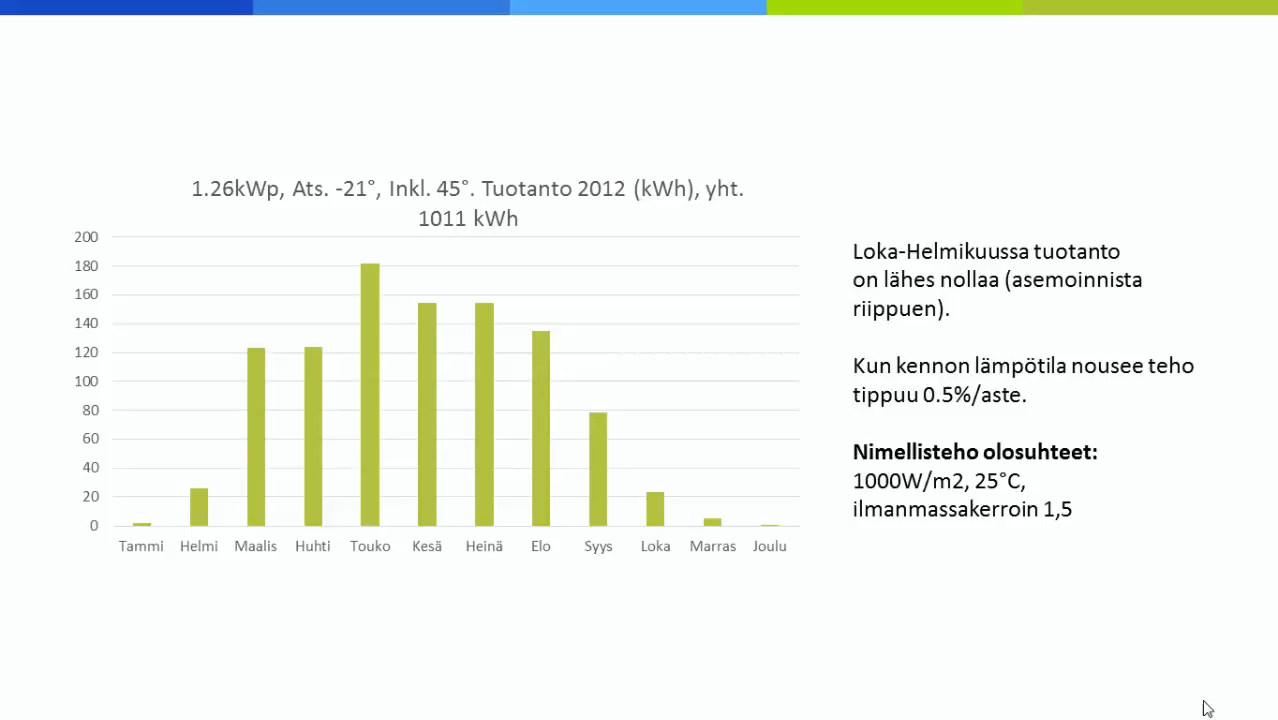 1.26kWp, Ats. -21°, Inkl. 45°. Tuotanto 2012 (kWh), yht.
1011 kWh
200
180
160
140
120
100
80
60
40
20
0
Tammi Helmi Maalis Huhti Touko Kesä Heinä Elo Syys Loka Marras Joulu
Loka-Helmikuussa tuotanto
on lähes nollaa (asemoinnista
riippuen).
Kun kennon lämpötila nousee teho
tippuu 0.5%/aste.
Nimellisteho olosuhteet:
1000W/m2, 25°C,
ilmanmassakerroin 1,5